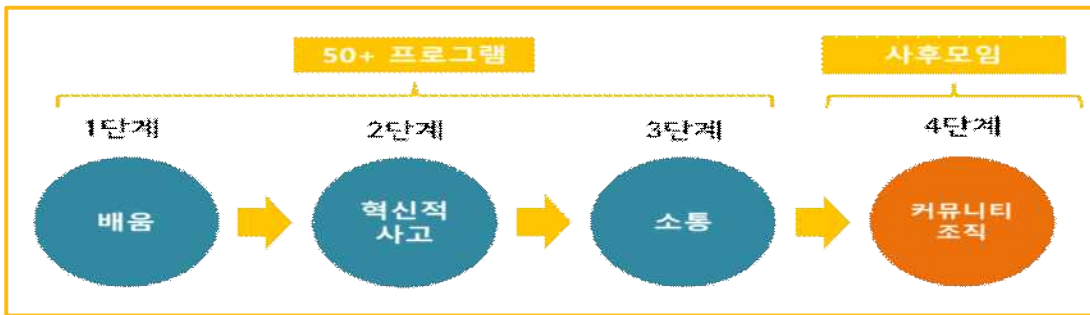 50+ 프로그램
사후모임
1단계
2단계
3단계
4단계
배움
혁신적
사고
소통
커뮤니티
조직